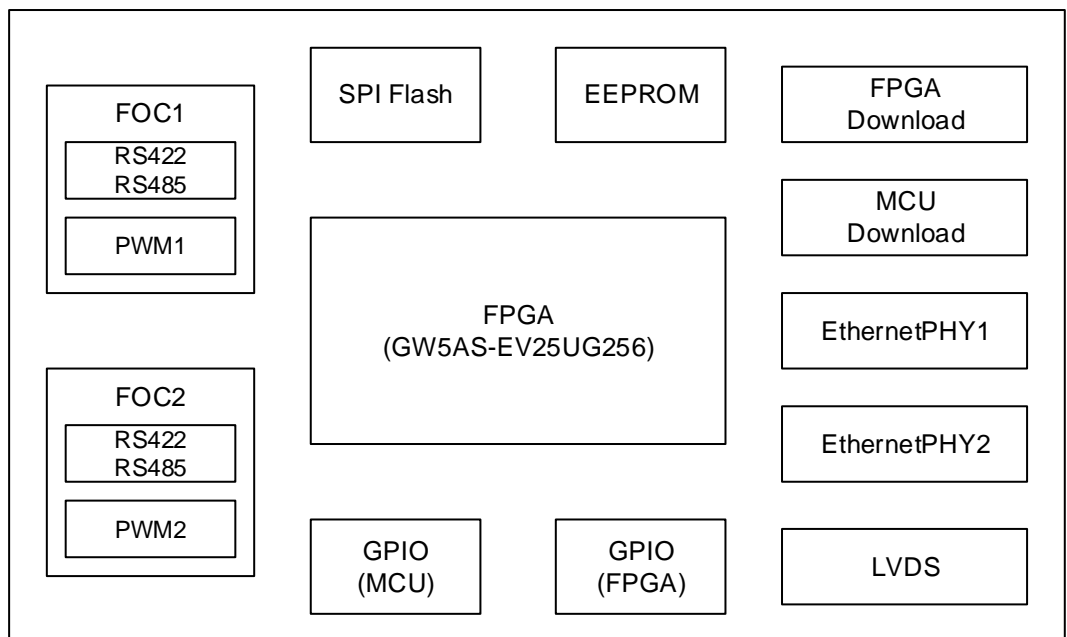 FOC1
RS422
RS485
PWM1
FOC2
RS422
RS485
PWM2
SPI Flash
EEPROM
FPGA
(GW5AS-EV25UG256)
GPIO
(MCU)
GPIO
(FPGA)
FPGA
Download
MCU
Download
EthernetPHY1
EthernetPHY2
LVDS